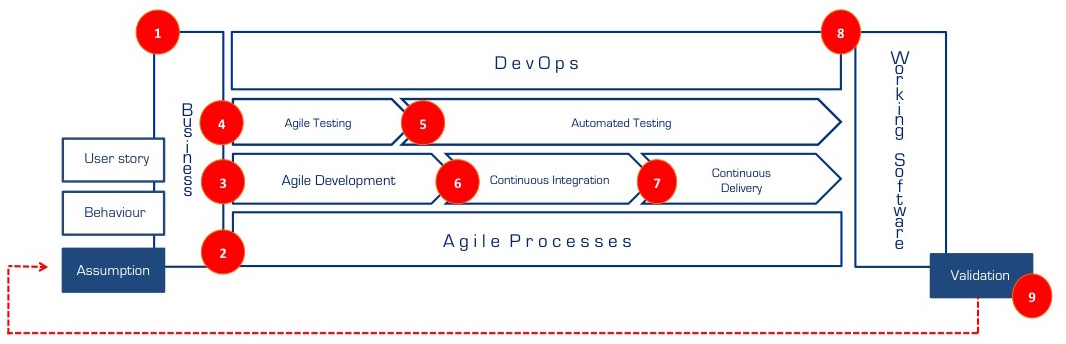 1
8
DevOps
Business
Working Software
4
Agile Testing
5
Automated Testing
User story
3
Agile Development
6
Continuous Integration
7
Continuous
Delivery
Behaviour
2
Agile Processes
Assumption
Validation
9